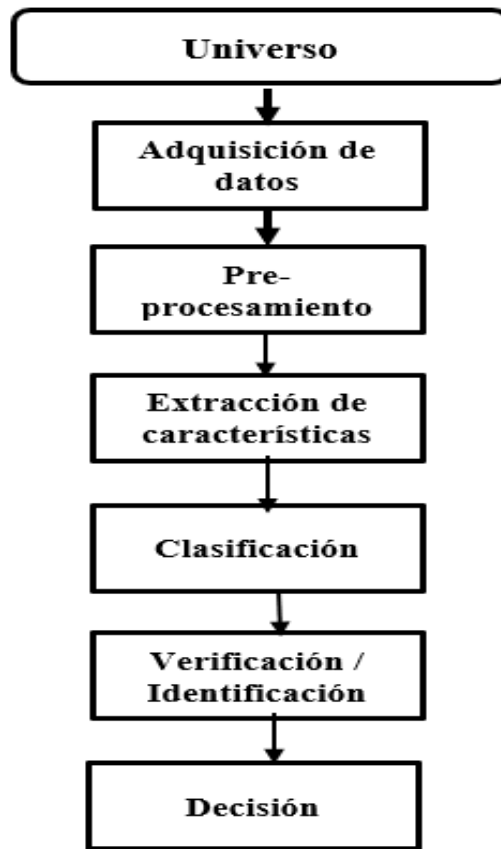 Universo
Adquisición de
datos
Pre-
procesamiento
Extracción de
características
Clasificación
Verificación /
Identificación
Decisión